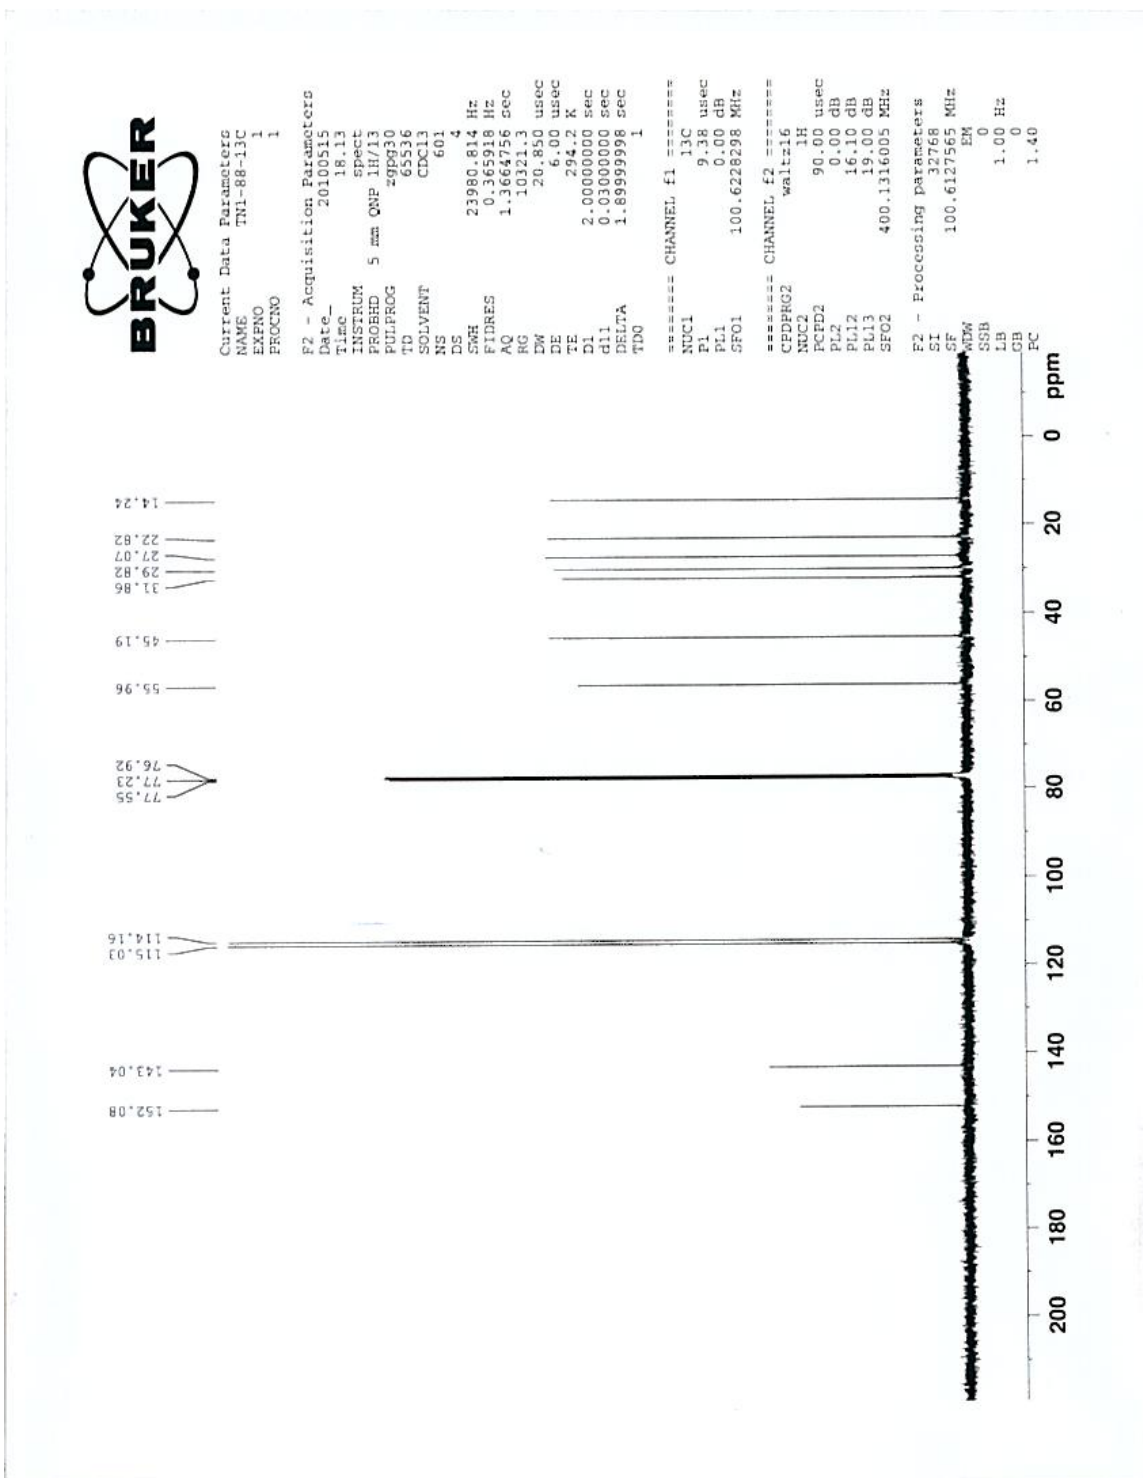 BRUKER
Current Data Parameters
NAME TN1-88-13C
EXPNO 1
PROCNO 1
F2 - Acquisition Parameters
Date_ 20100515
Time 18.13
INSTRUM spect
PROBHD 5 mm QNP 1H/13
PULPROG zgpg30
TD 65536
SOLVENT CDCl3
NS 601
DS 4
SWH 23980.814 Hz
FIDRES 0.365918 Hz
AQ 1.3664756 sec
RG 10321.3
DW 20.850 usec
DE 6.00 usec
TE 294.2 K
D1 2.00000000 sec
d11 0.03000000 sec
DELTA 1.89999998 sec
TD0 1
======== CHANNEL f1 ========
NUC1 13C
P1 9.38 usec
PL1 0.00 dB
SFO1 100.6228298 MHz
======== CHANNEL f2 ========
CPDPRG2 waltz16
NUC2 1H
PCPD2 90.00 usec
PL2 0.00 dB
PL12 16.10 dB
PL13 19.00 dB
SFO2 400.1316005 MHz
F2 - Processing parameters
SI 32768
SF 100.6127565 MHz
WDW EM
SSB 0
LB 1.00 Hz
GB 0
PC 1.40
152.08
143.04
115.03
114.16
77.55
77.23
76.92
55.96
45.19
31.86
29.82
27.07
22.82
14.24
200 180 160 140 120 100 80 60 40 20 0 ppm